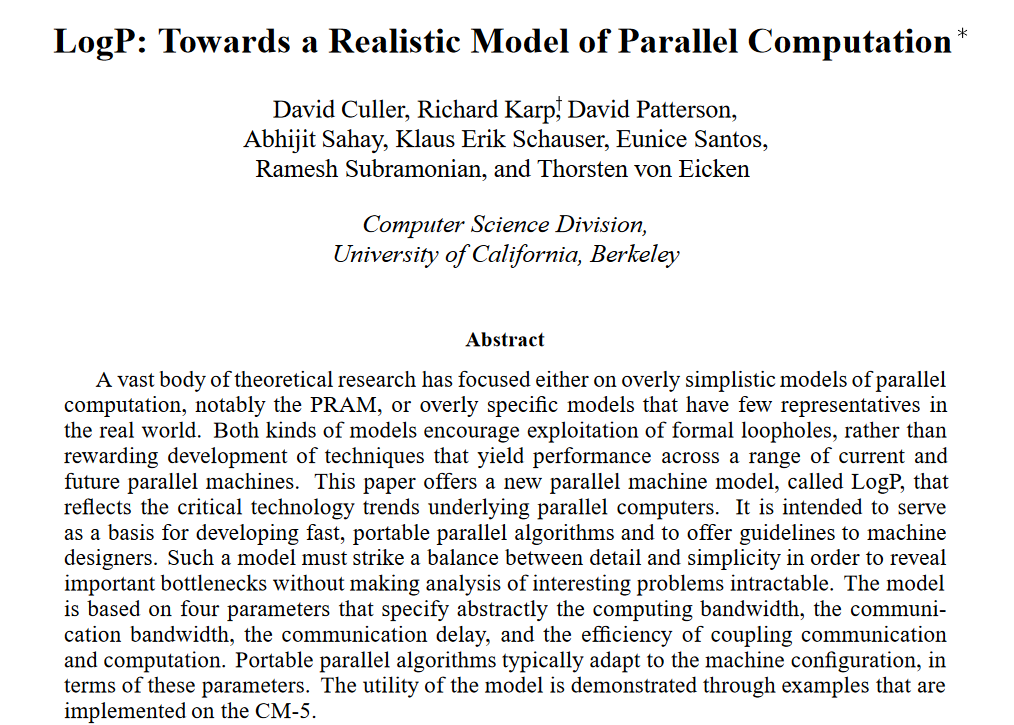 LogP: Towards a Realistic Model of Parallel Computation*
David Culler, Richard Karp†, David Patterson,
Abhijit Sahay, Klaus Erik Schauser, Eunice Santos,
Ramesh Subramonian, and Thorsten von Eicken
Computer Science Division,
University of California, Berkeley
Abstract
A vast body of theoretical research has focused either on overly simplistic models of parallel
computation, notably the PRAM, or overly specific models that have few representatives in
the real world. Both kinds of models encourage exploitation of formal loopholes, rather than
rewarding development of techniques that yield performance across a range of current and
future parallel machines. This paper offers a new parallel machine model, called LogP, that
reflects the critical technology trends underlying parallel computers. It is intended to serve
as a basis for developing fast, portable parallel algorithms and to offer guidelines to machine
designers. Such a model must strike a balance between detail and simplicity in order to reveal
important bottlenecks without making analysis of interesting problems intractable. The model
is based on four parameters that specify abstractly the computing bandwidth, the communi-
cation bandwidth, the communication delay, and the efficiency of coupling communication
and computation. Portable parallel algorithms typically adapt to the machine configuration, in
terms of these parameters. The utility of the model is demonstrated through examples that are
implemented on the CM-5.